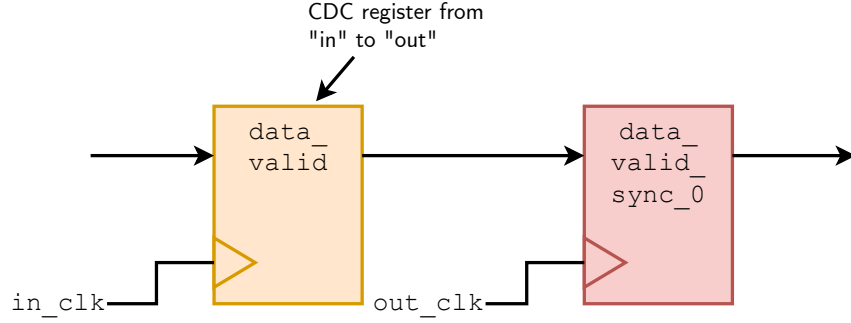 CDC register from
"in" to "out"
data_
valid
data_
valid_
sync_0
in_clk
out_clk